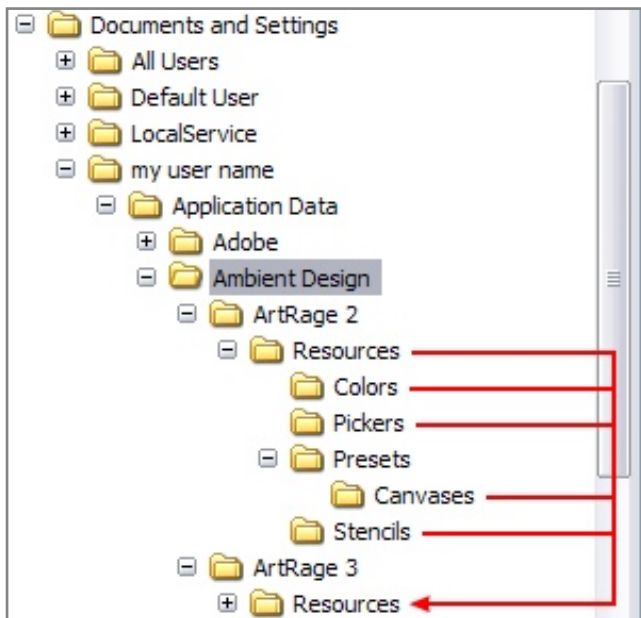 Documents and Settings
All Users
Default User
LocalService
my user name
Application Data
Adobe
Ambient Design
ArtRage 2
Resources
Colors
Pickers
Presets
Canvases
Stencils
ArtRage 3
Resources